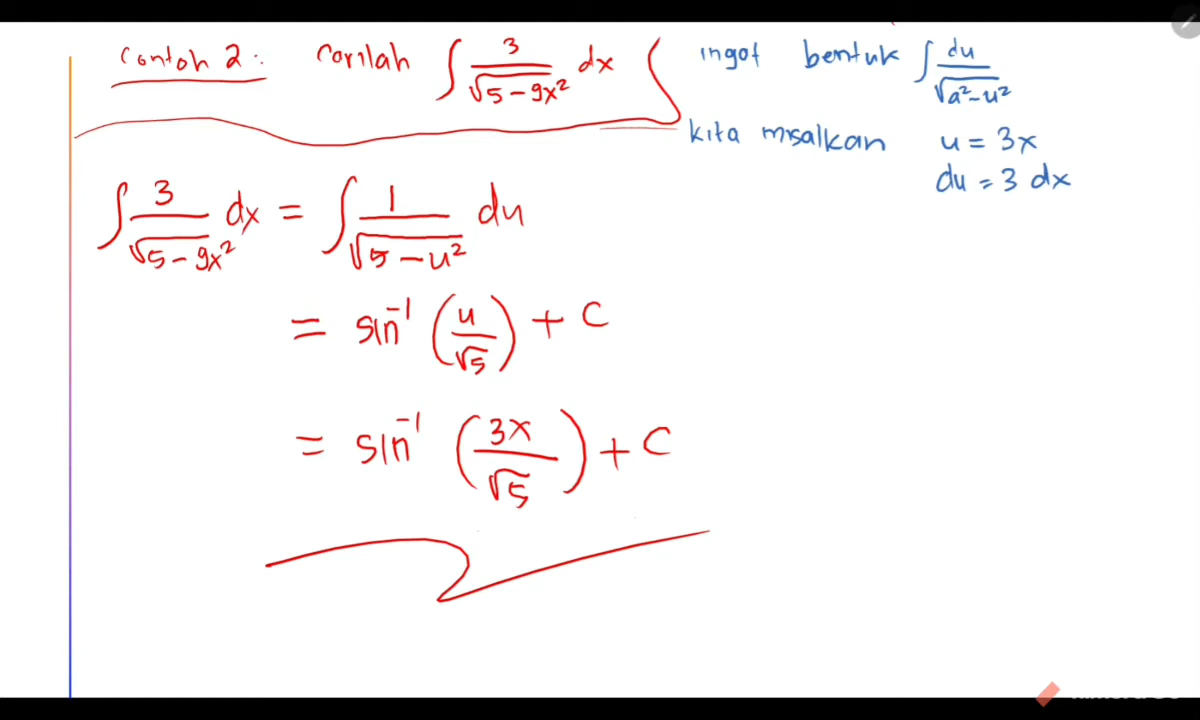 Contoh 2 : Carilah ∫ 3/√(5 − 9x²) dx
ingat bentuk ∫ du/√(a² − u²)
kita misalkan u = 3x
du = 3 dx
∫ 3/√(5 − 9x²) dx = ∫ 1/√(5 − u²) du
= sin⁻¹ (u/√5) + C
= sin⁻¹ (3x/√5) + C